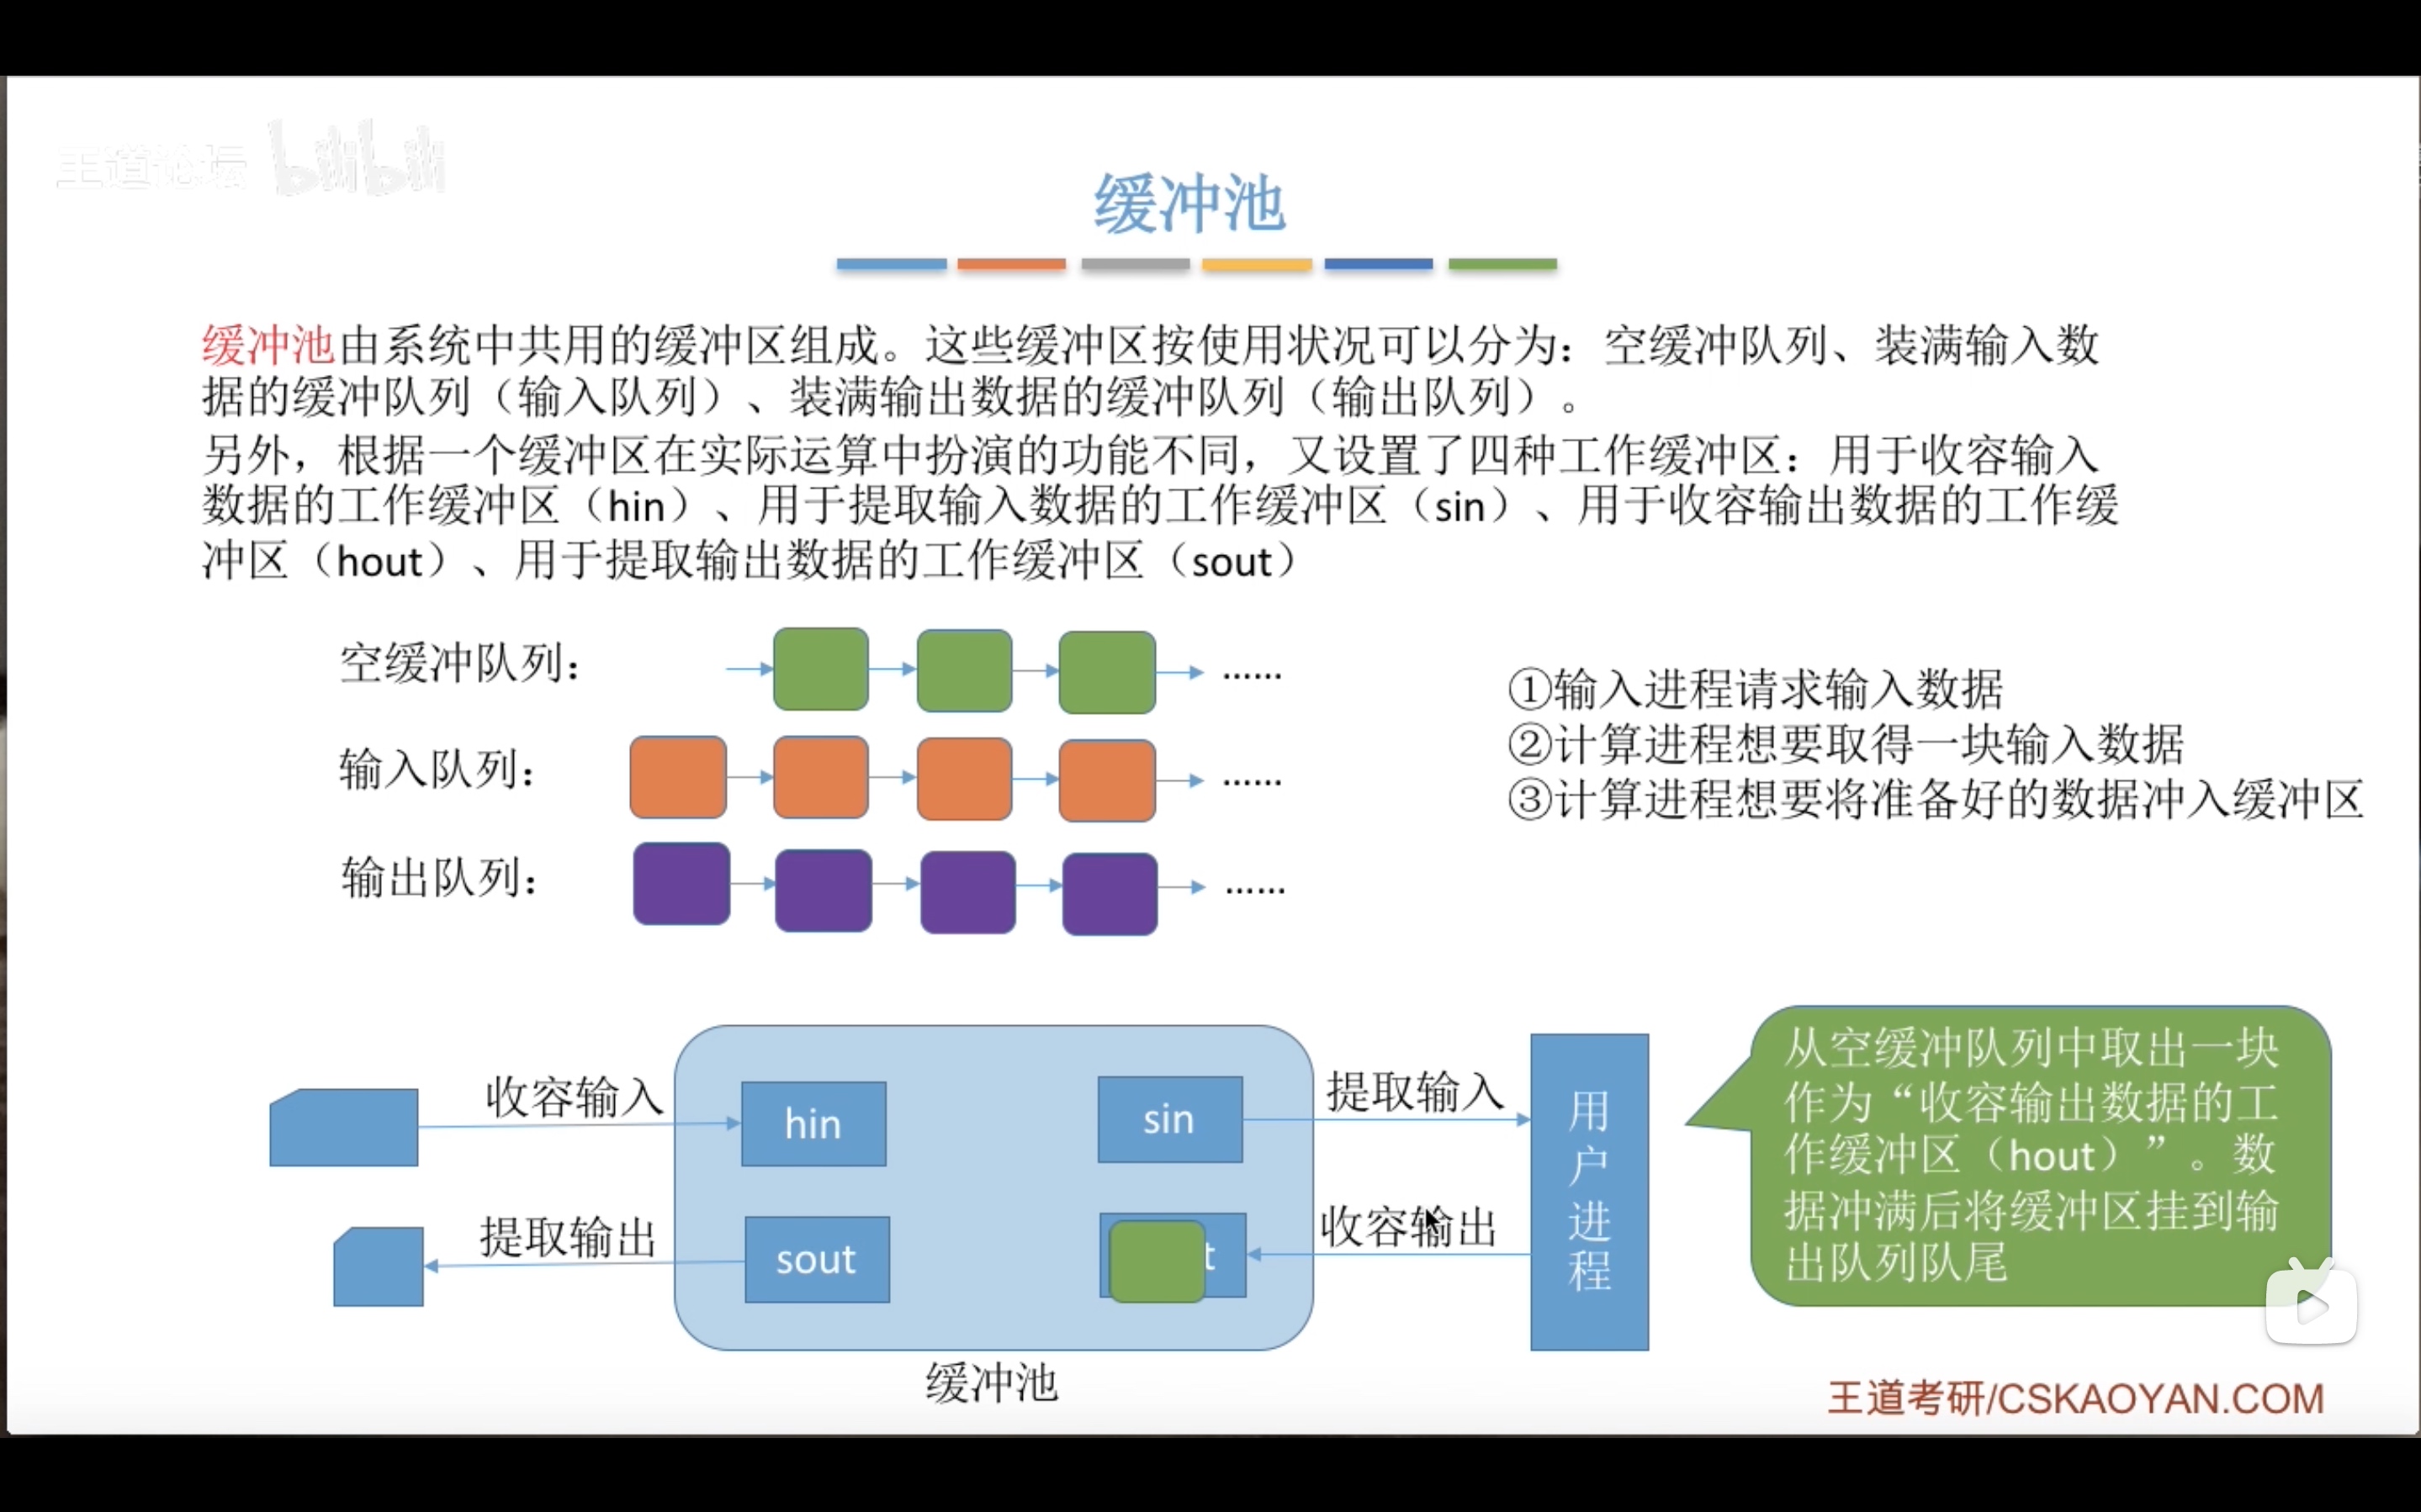 王道论坛 bilibili
缓冲池
缓冲池由系统中共用的缓冲区组成。这些缓冲区按使用状况可以分为：空缓冲队列、装满输入数
据的缓冲队列（输入队列）、装满输出数据的缓冲队列（输出队列）。
另外，根据一个缓冲区在实际运算中扮演的功能不同，又设置了四种工作缓冲区：用于收容输入
数据的工作缓冲区（hin）、用于提取输入数据的工作缓冲区（sin）、用于收容输出数据的工作缓
冲区（hout）、用于提取输出数据的工作缓冲区（sout）
空缓冲队列：
……
输入队列：
……
输出队列：
……
①输入进程请求输入数据
②计算进程想要取得一块输入数据
③计算进程想要将准备好的数据冲入缓冲区
收容输入
hin
sin
提取输入
提取输出
sout
t
收容输出
用户进程
缓冲池
从空缓冲队列中取出一块
作为“收容输出数据的工
作缓冲区（hout）”。数
据冲满后将缓冲区挂到输
出队列队尾
王道考研/CSKAOYAN.COM